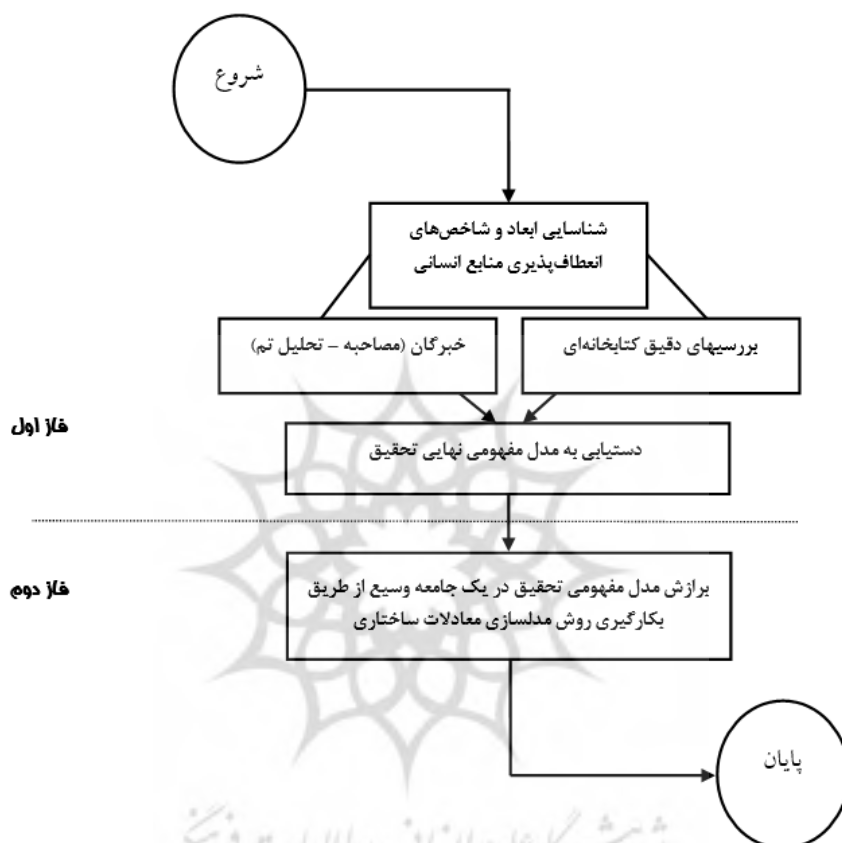 شروع
شناسایی ابعاد و شاخص‌های
انعطاف‌پذیری منابع انسانی
بررسیهای دقیق کتابخانه‌ای
خبرگان (مصاحبه - تحلیل تم)
فاز اول
دستیابی به مدل مفهومی نهایی تحقیق
فاز دوم
برازش مدل مفهومی تحقیق در یک جامعه وسیع از طریق
بکارگیری روش مدلسازی معادلات ساختاری
پایان